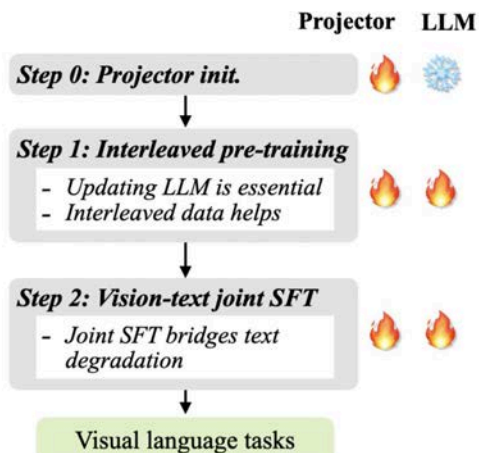 Projector LLM
Step 0: Projector init.
Step 1: Interleaved pre-training
- Updating LLM is essential
- Interleaved data helps
Step 2: Vision-text joint SFT
- Joint SFT bridges text
degradation
Visual language tasks